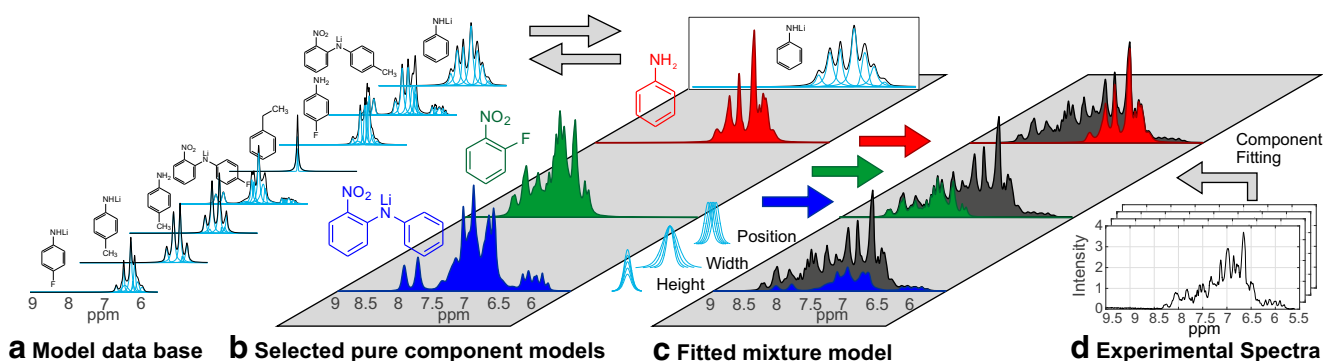 NHLi
F
NHLi
CH3
NH2
CH3
NO2
Li
N
F
CH3
NH2
F
NO2
Li
N
CH3
NHLi
9
8
7
6
ppm
a Model data base
NO2
Li
N
NO2
F
NH2
9
8.5
8
7.5
7
6.5
6
ppm
b Selected pure component models
NHLi
Position
Width
Height
9
8.5
8
7.5
7
6.5
6
ppm
c Fitted mixture model
Component
Fitting
Intensity
4
3
2
1
0
9.5
9
8.5
8
7.5
7
6.5
6
5.5
ppm
d Experimental Spectra